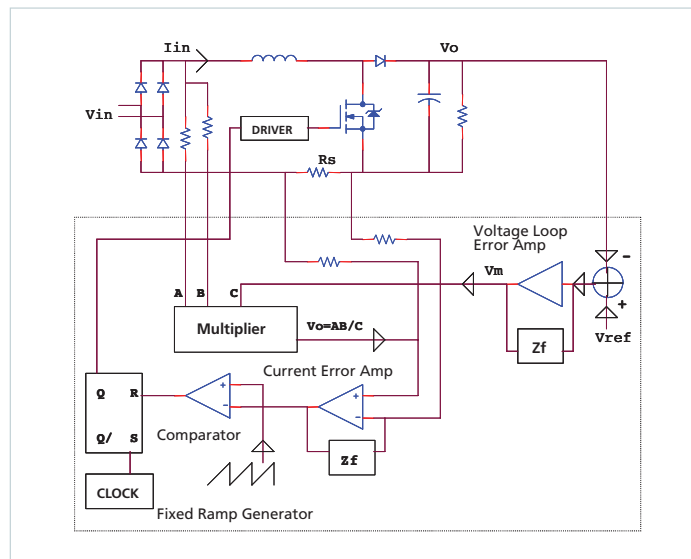 Iin
Vo
Vin
DRIVER
Rs
Voltage Loop
Error Amp
-
Vm
A
B
C
+
Multiplier
Vo=AB/C
Vref
Zf
Current Error Amp
Q
R
+
-
+
-
Q/
S
Comparator
Zf
CLOCK
Fixed Ramp Generator